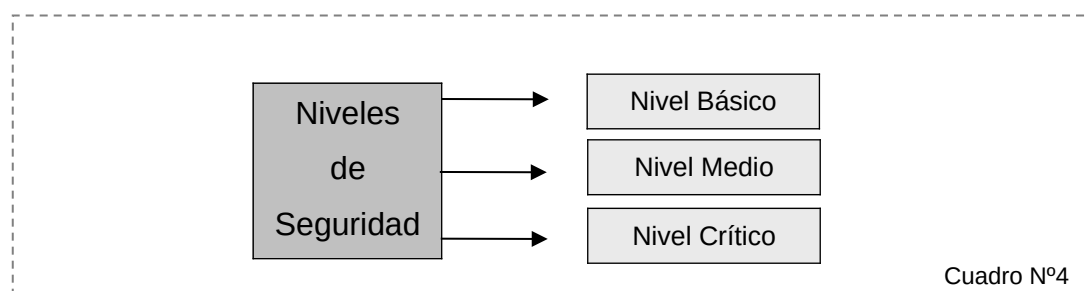 Niveles
de
Seguridad
Nivel Básico
Nivel Medio
Nivel Crítico
Cuadro Nº4